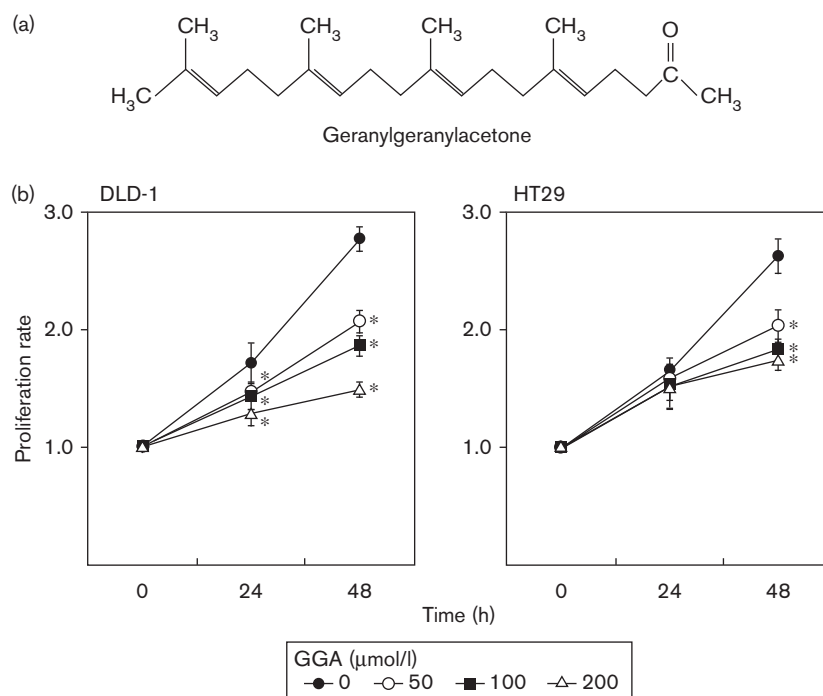 (a)
CH3 CH3 CH3 CH3 O
C
H3C CH3
Geranylgeranylacetone
(b) DLD-1 HT29
3.0 3.0
2.0 2.0
1.0 1.0
Proliferation rate
* * * * * *
* * *
0 24 48 0 24 48
Time (h)
GGA (μmol/l)
0 50 100 200